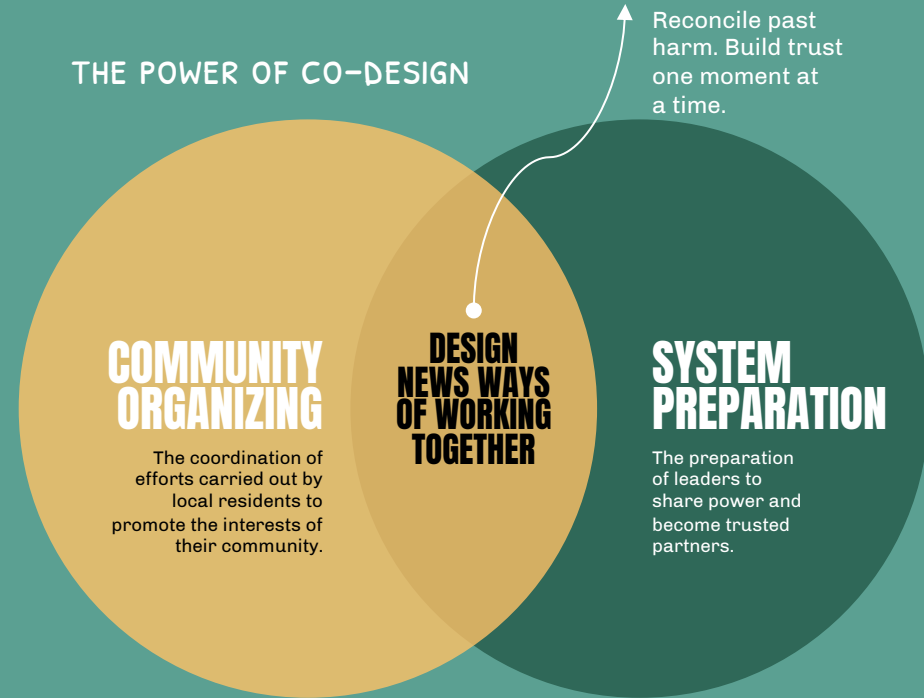 THE POWER OF CO-DESIGN
Reconcile past
harm. Build trust
one moment at
a time.
COMMUNITY
ORGANIZING
The coordination of
efforts carried out by
local residents to
promote the interests of
their community.
DESIGN
NEWS WAYS
OF WORKING
TOGETHER
SYSTEM
PREPARATION
The preparation
of leaders to
share power and
become trusted
partners.